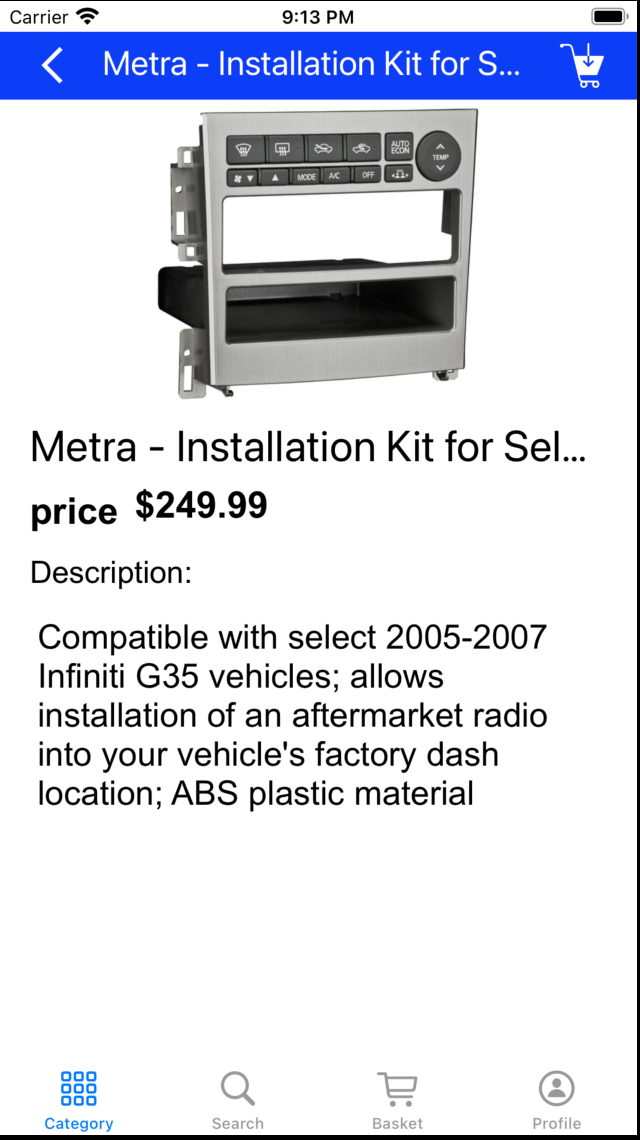 Carrier 9:13 PM
Metra - Installation Kit for S...
AUTO
ECON
TEMP
MODE A/C OFF
Metra - Installation Kit for Sel...
price $249.99
Description:
Compatible with select 2005-2007
Infiniti G35 vehicles; allows
installation of an aftermarket radio
into your vehicle's factory dash
location; ABS plastic material
Category Search Basket Profile